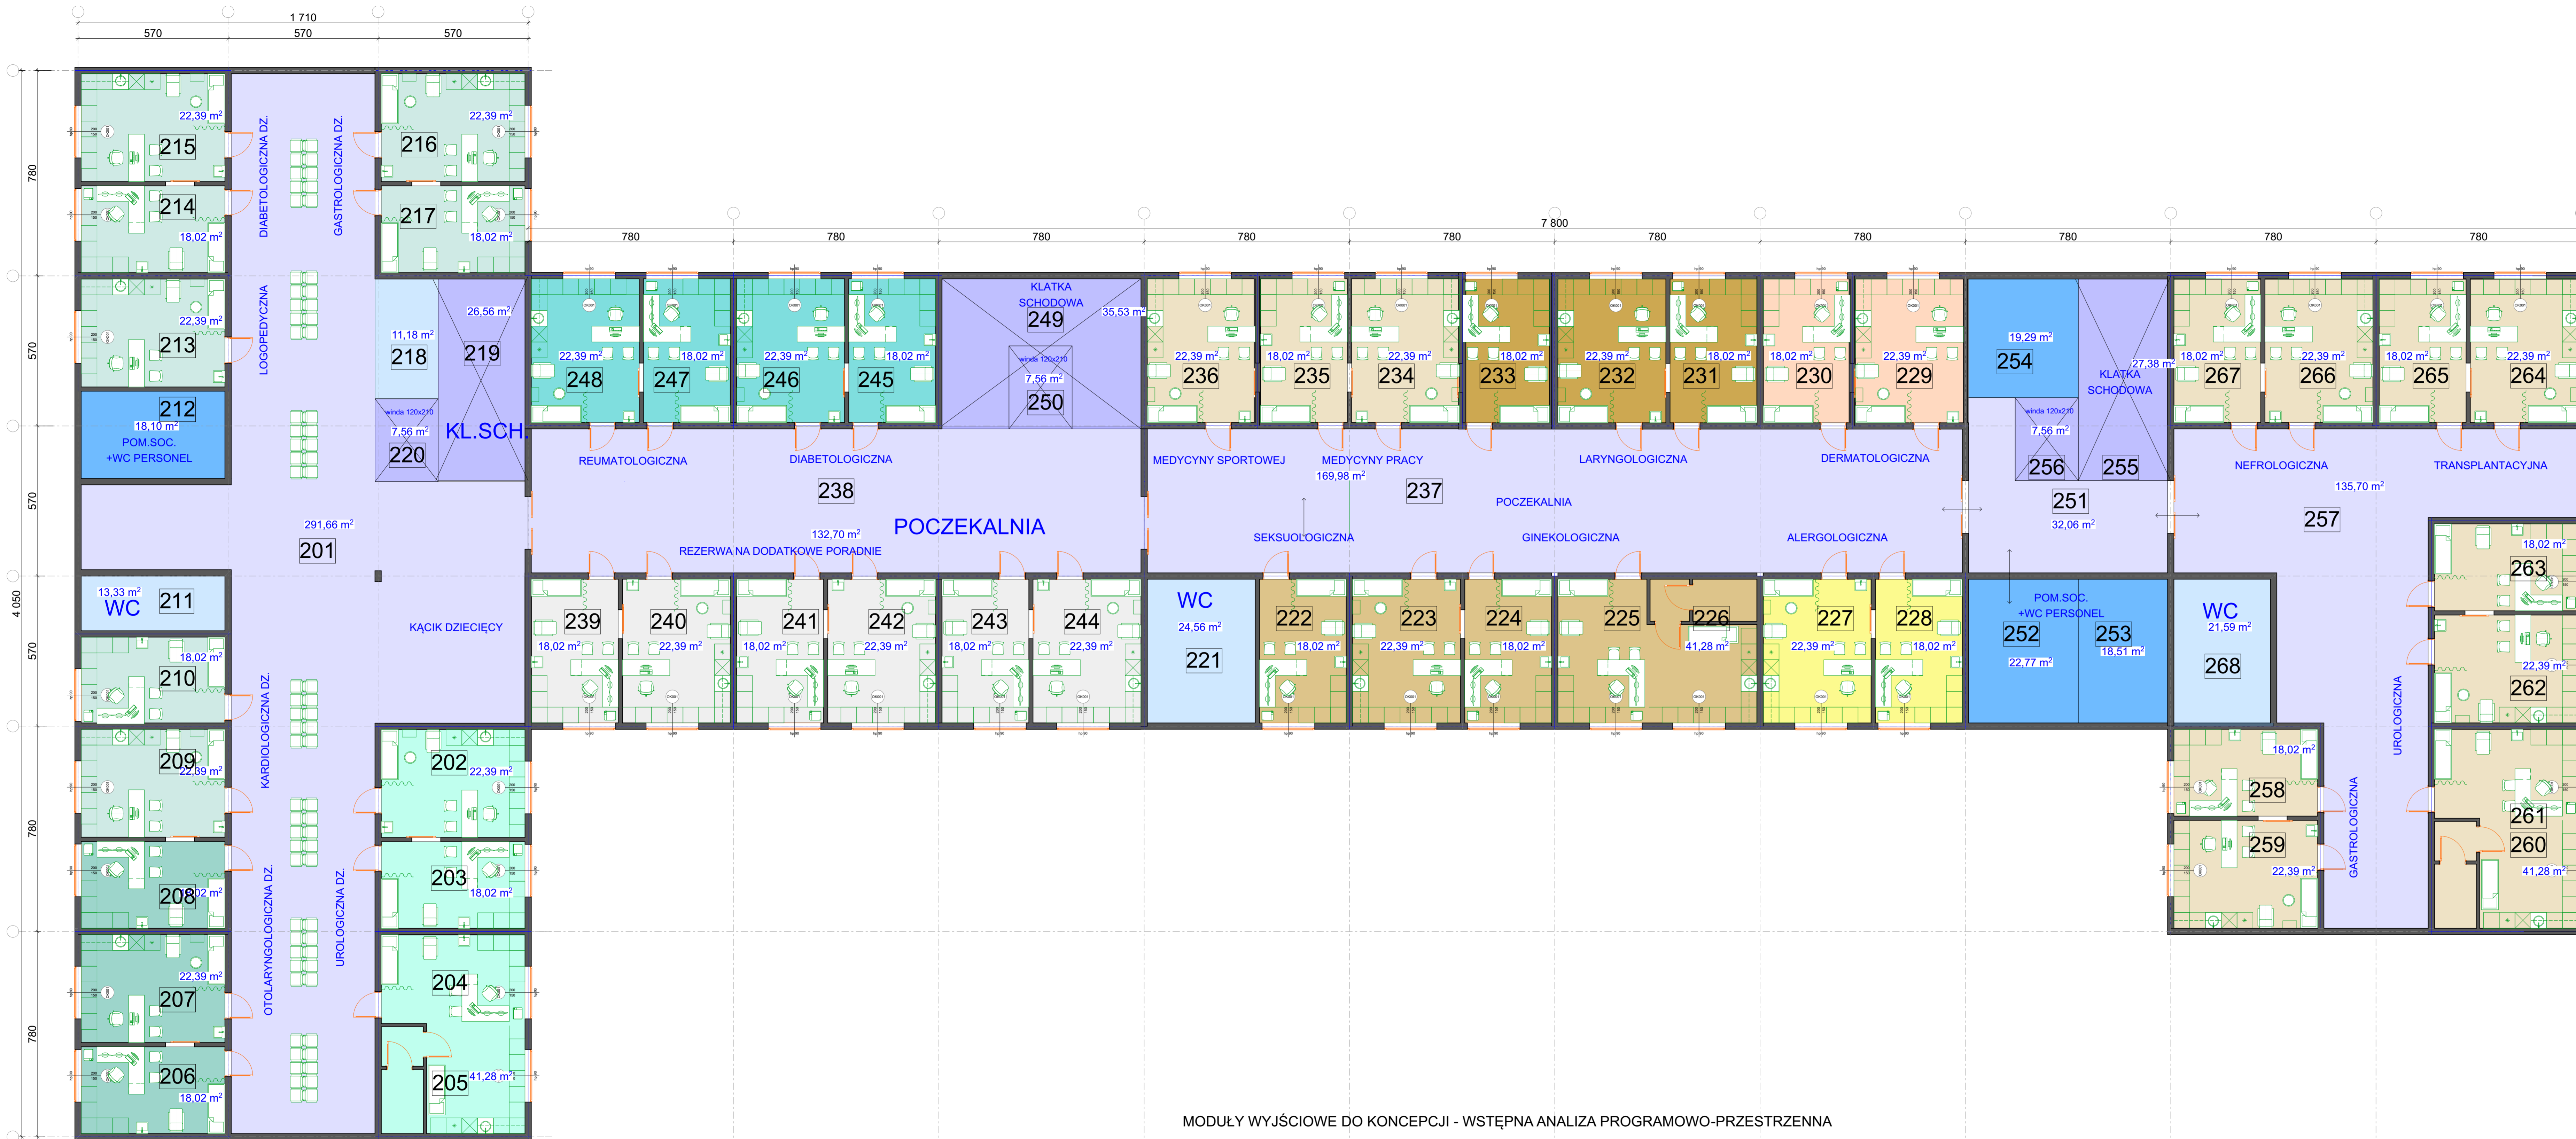 1 710
570 570 570
780
570
570
570
780
780
4 050
7 800
780 780 780 780 780 780 780 780 780 780
22,39 m²
215
DIABETOLOGICZNA DZ.
GASTROLOGICZNA DZ.
22,39 m²
216
214
18,02 m²
217
18,02 m²
22,39 m²
213
LOGOPEDYCZNA
11,18 m²
218
26,56 m²
219
212
18,10 m²
POM.SOC.
+WC PERSONEL
winda 120x210
7,56 m²
220
KL.SCH.
291,66 m²
201
13,33 m²
WC
211
KĄCIK DZIECIĘCY
18,02 m²
210
KARDIOLOGICZNA DZ.
209
22,39 m²
202
22,39 m²
208
18,02 m²
203
18,02 m²
OTOLARYNGOLOGICZNA DZ.
UROLOGICZNA DZ.
22,39 m²
207
204
206
18,02 m²
205
41,28 m²
22,39 m²
248
18,02 m²
247
22,39 m²
246
18,02 m²
245
KLATKA
SCHODOWA
249
35,53 m²
winda 120x210
7,56 m²
250
22,39 m²
236
18,02 m²
235
22,39 m²
234
18,02 m²
233
22,39 m²
232
18,02 m²
231
18,02 m²
230
22,39 m²
229
19,29 m²
254
27,38 m²
KLATKA
SCHODOWA
winda 120x210
7,56 m²
256
255
18,02 m²
267
22,39 m²
266
18,02 m²
265
22,39 m²
264
REUMATOLOGICZNA
DIABETOLOGICZNA
238
POCZEKALNIA
132,70 m²
REZERWA NA DODATKOWE PORADNIE
MEDYCYNY SPORTOWEJ
MEDYCYNY PRACY
169,98 m²
237
LARYNGOLOGICZNA
DERMATOLOGICZNA
POCZEKALNIA
SEKSUOLOGICZNA
GINEKOLOGICZNA
ALERGOLOGICZNA
251
32,06 m²
NEFROLOGICZNA
TRANSPLANTACYJNA
135,70 m²
257
239
18,02 m²
240
22,39 m²
241
18,02 m²
242
22,39 m²
243
18,02 m²
244
22,39 m²
WC
24,56 m²
221
222
18,02 m²
223
22,39 m²
224
18,02 m²
225
226
41,28 m²
227
22,39 m²
228
18,02 m²
POM.SOC.
+WC PERSONEL
252
253
22,77 m²
18,51 m²
WC
21,59 m²
268
18,02 m²
263
22,39 m²
262
UROLOGICZNA
18,02 m²
258
259
22,39 m²
GASTROLOGICZNA
261
260
41,28 m²
MODUŁY WYJŚCIOWE DO KONCEPCJI - WSTĘPNA ANALIZA PROGRAMOWO-PRZESTRZENNA